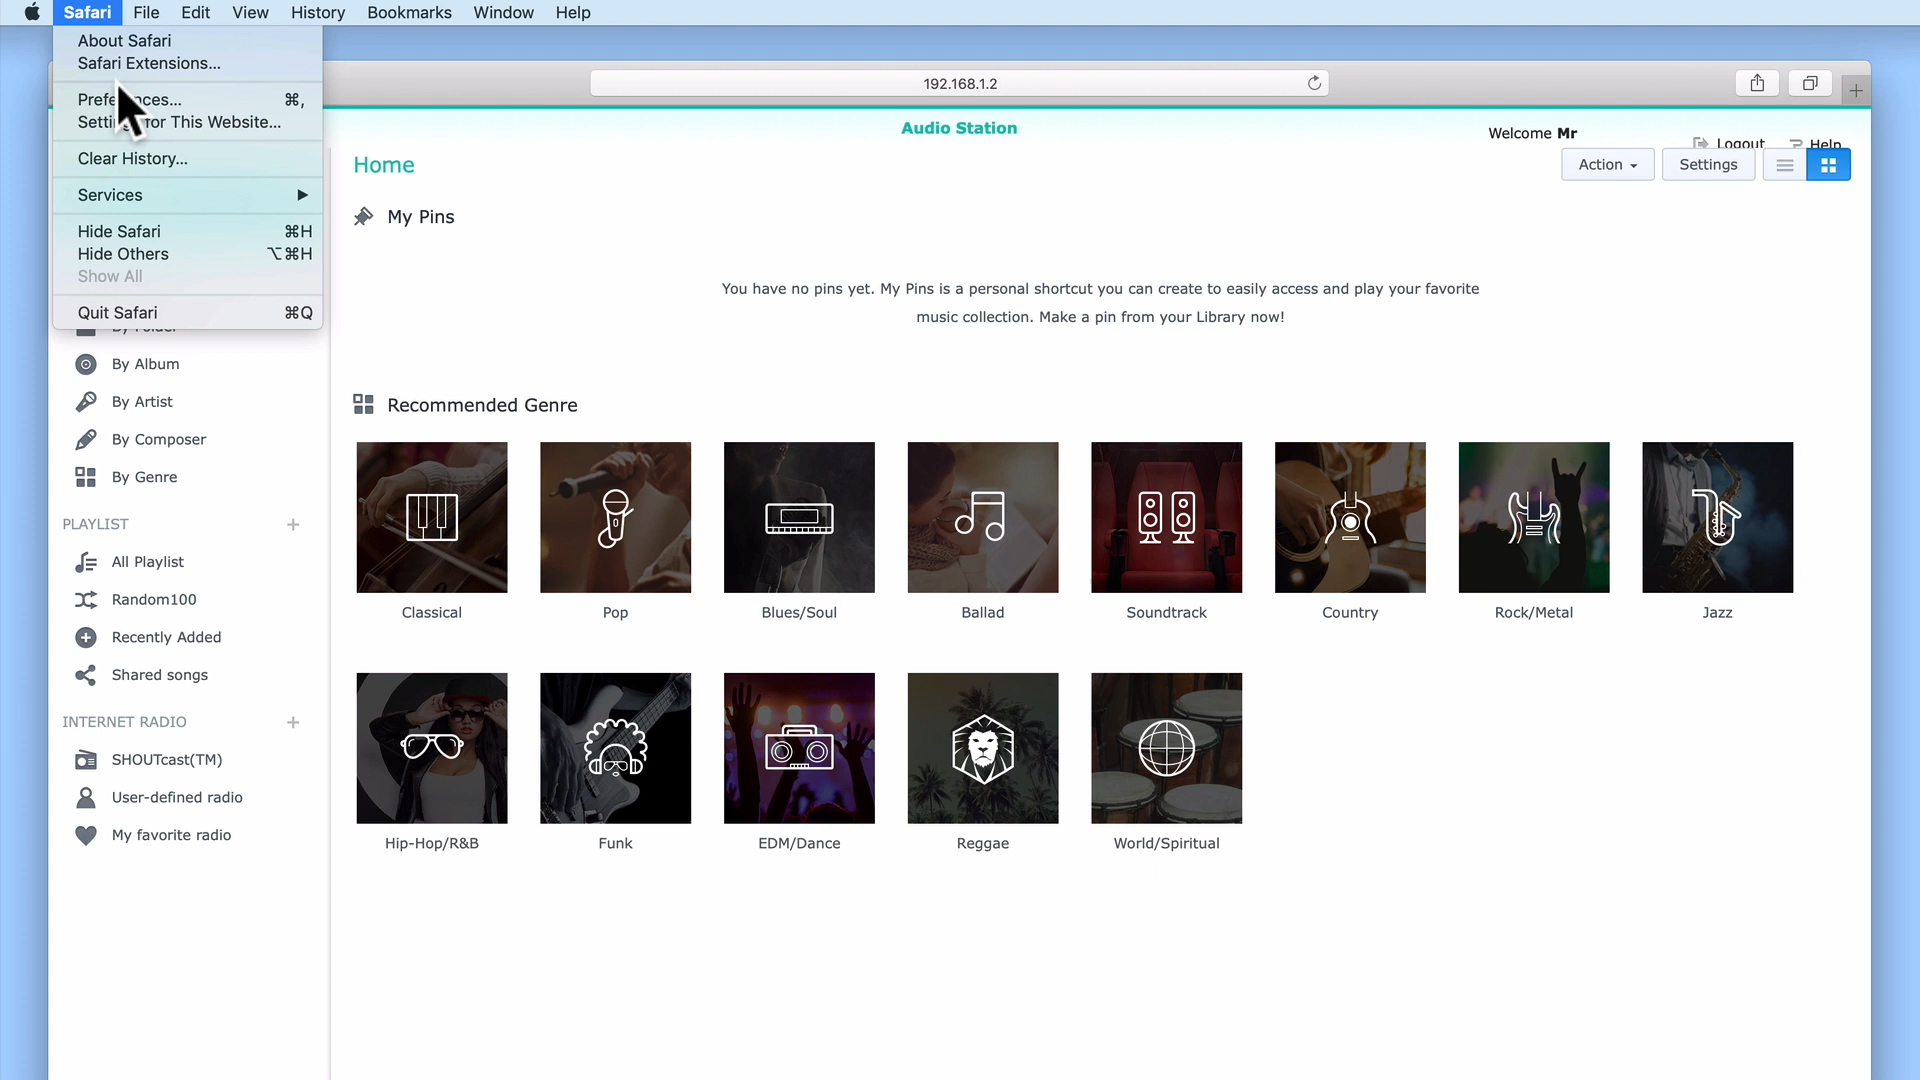 Safari File Edit View History Bookmarks Window Help
About Safari
Safari Extensions...
Preferences... ⌘,
Settings for This Website...
Clear History...
Services ▶
Hide Safari ⌘H
Hide Others ⌥⌘H
Show All
Quit Safari ⌘Q
192.168.1.2
Audio Station
Welcome Mr
Logout Help
Home
Action Settings
My Pins
You have no pins yet. My Pins is a personal shortcut you can create to easily access and play your favorite
music collection. Make a pin from your Library now!
By Folder
By Album
By Artist
By Composer
By Genre
PLAYLIST +
All Playlist
Random100
Recently Added
Shared songs
INTERNET RADIO +
SHOUTcast(TM)
User-defined radio
My favorite radio
Recommended Genre
Classical Pop Blues/Soul Ballad Soundtrack Country Rock/Metal Jazz
Hip-Hop/R&B Funk EDM/Dance Reggae World/Spiritual